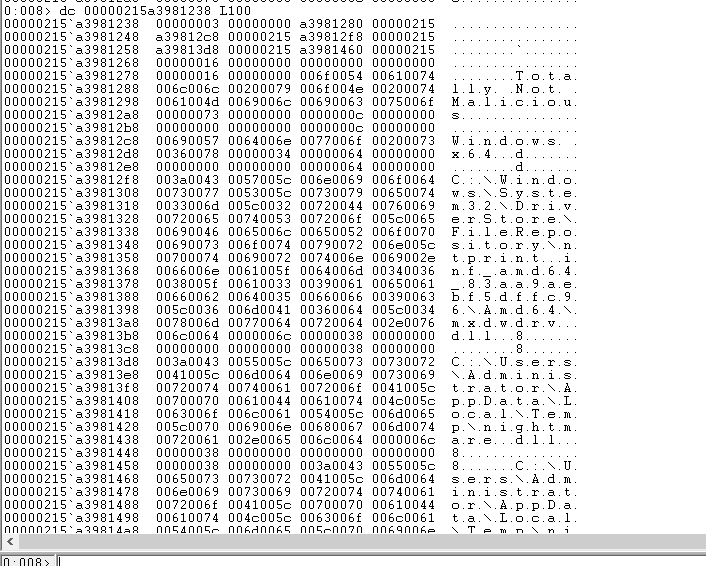 0:008> dc 00000215a3981238 L100
00000215`a3981238  00000003 00000000 a3981280 00000215  ................
00000215`a3981248  a39812c8 00000215 a39812f8 00000215  ................
00000215`a3981258  a39813d8 00000215 a3981460 00000215  ........`.......
00000215`a3981268  00000016 00000000 00000000 00000000  ................
00000215`a3981278  00000016 00000000 006f0054 00610074  ........T.o.t.a.
00000215`a3981288  006c006c 00200079 006f004e 00200074  l.l.y. .N.o.t. .
00000215`a3981298  0061004d 0069006c 00690063 0075006f  M.a.l.i.c.i.o.u.
00000215`a39812a8  00000073 00000000 0000000c 00000000  s...............
00000215`a39812b8  00000000 00000000 0000000c 00000000  ................
00000215`a39812c8  00690057 0064006e 0077006f 00200073  W.i.n.d.o.w.s. .
00000215`a39812d8  00360078 00000034 00000064 00000000  x.6.4...d.......
00000215`a39812e8  00000000 00000000 00000064 00000000  ........d.......
00000215`a39812f8  003a0043 0057005c 006e0069 006f0064  C.:.\.W.i.n.d.o.
00000215`a3981308  00730077 0053005c 00730079 00650074  w.s.\.S.y.s.t.e.
00000215`a3981318  0033006d 005c0032 00720044 00760069  m.3.2.\.D.r.i.v.
00000215`a3981328  00720065 00740053 0072006f 005c0065  e.r.S.t.o.r.e.\.
00000215`a3981338  00690046 0065006c 00650052 006f0070  F.i.l.e.R.e.p.o.
00000215`a3981348  00690073 006f0074 00790072 006e005c  s.i.t.o.r.y.\.n.
00000215`a3981358  00700074 00690072 0074006e 0069002e  t.p.r.i.n.t...i.
00000215`a3981368  0066006e 0061005f 0064006d 00340036  n.f._.a.m.d.6.4.
00000215`a3981378  0038005f 00610033 00390061 00650061  _.8.3.a.a.9.a.e.
00000215`a3981388  00660062 00640035 00660066 00390063  b.f.5.d.f.f.c.9.
00000215`a3981398  005c0036 006d0041 00360064 005c0034  6.\.A.m.d.6.4.\.
00000215`a39813a8  0078006d 00770064 00720064 002e0076  m.x.d.w.d.r.v...
00000215`a39813b8  006c0064 0000006c 00000038 00000000  d.l.l...8.......
00000215`a39813c8  00000000 00000000 00000038 00000000  ........8.......
00000215`a39813d8  003a0043 0055005c 00650073 00730072  C.:.\.U.s.e.r.s.
00000215`a39813e8  0041005c 006d0064 006e0069 00730069  \.A.d.m.i.n.i.s.
00000215`a39813f8  00720074 00740061 0072006f 0041005c  t.r.a.t.o.r.\.A.
00000215`a3981408  00700070 00610044 00610074 004c005c  p.p.D.a.t.a.\.L.
00000215`a3981418  0063006f 006c0061 0054005c 006d0065  o.c.a.l.\.T.e.m.
00000215`a3981428  005c0070 0069006e 00680067 006d0074  p.\.n.i.g.h.t.m.
00000215`a3981438  00720061 002e0065 006c0064 0000006c  a.r.e...d.l.l...
00000215`a3981448  00000038 00000000 00000000 00000000  8...............
00000215`a3981458  00000038 00000000 003a0043 0055005c  8.......C.:.\.U.
00000215`a3981468  00650073 00730072 0041005c 006d0064  s.e.r.s.\.A.d.m.
00000215`a3981478  006e0069 00730069 00720074 00740061  i.n.i.s.t.r.a.t.
00000215`a3981488  0072006f 0041005c 00700070 00610044  o.r.\.A.p.p.D.a.
00000215`a3981498  00610074 004c005c 0063006f 006c0061  t.a.\.L.o.c.a.l.
00000215`a39814a8  0054005c 006d0065 005c0070 0069006e  \.T.e.m.p.\.n.i.
0:008>